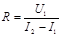 R = U₁ / (I₂ − I₁)